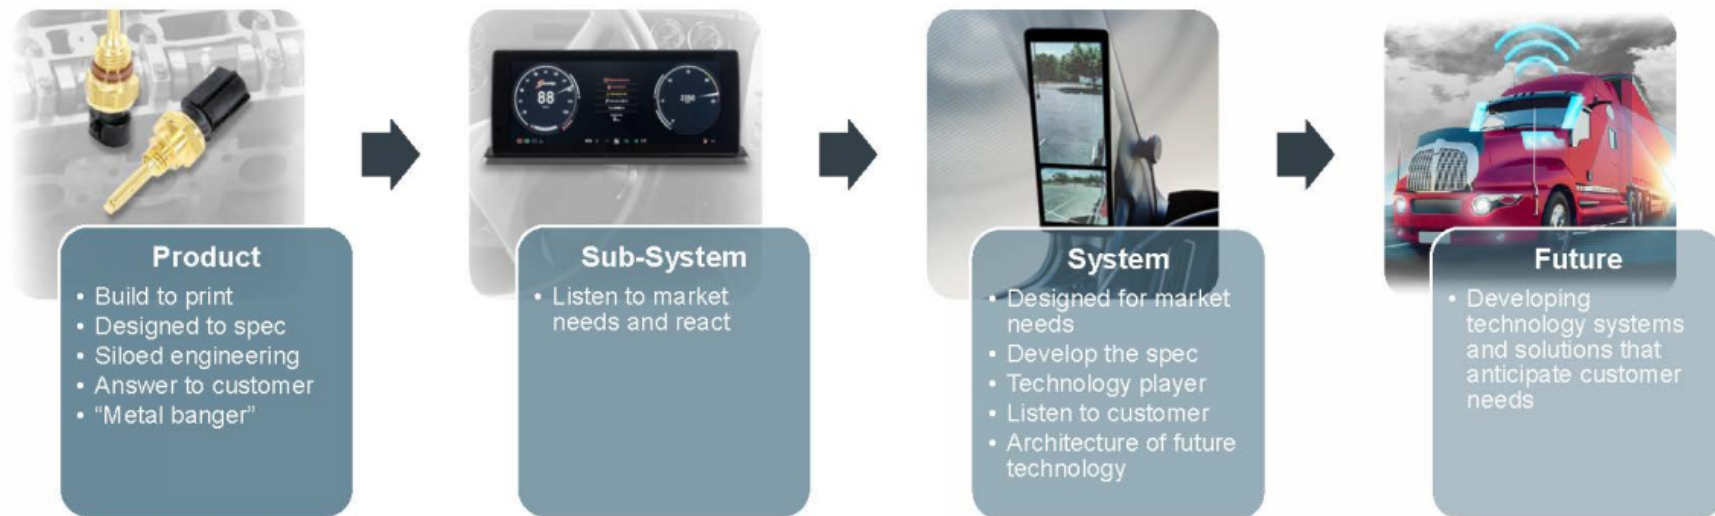 Product
• Build to print
• Designed to spec
• Siloed engineering
• Answer to customer
• “Metal banger”
88
Sub-System
• Listen to market
needs and react
System
• Designed for market
needs
• Develop the spec
• Technology player
• Listen to customer
• Architecture of future
technology
Future
• Developing
technology systems
and solutions that
anticipate customer
needs